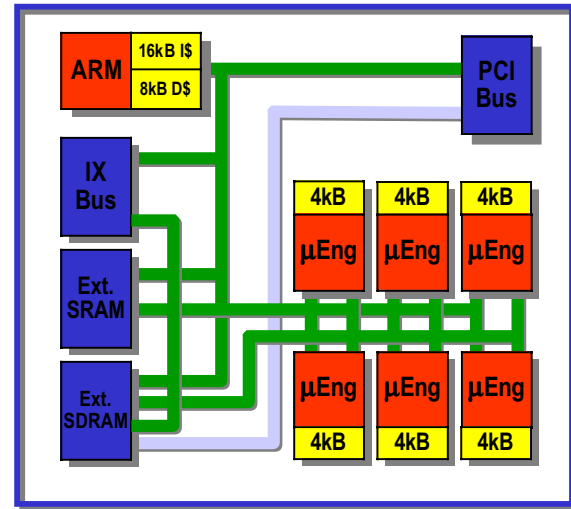 ARM
16kB I$
8kB D$
PCI
Bus
IX
Bus
Ext.
SRAM
Ext.
SDRAM
4kB
4kB
4kB
µEng
µEng
µEng
µEng
µEng
µEng
4kB
4kB
4kB